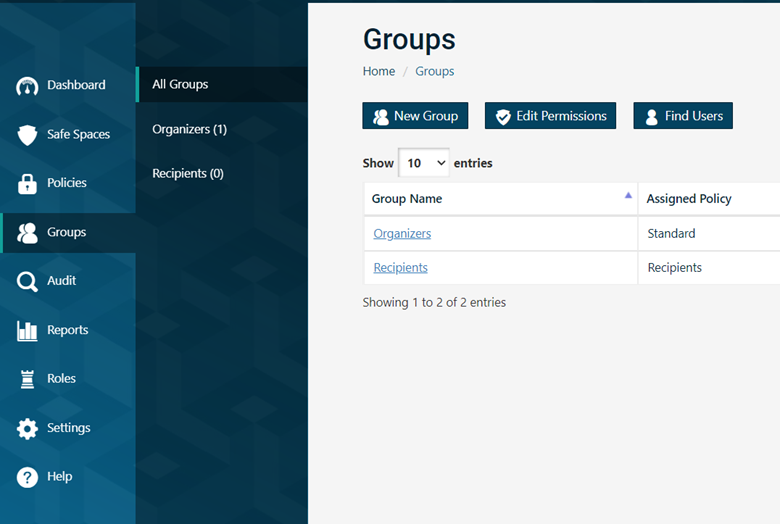 Dashboard
Safe Spaces
Policies
Groups
Audit
Reports
Roles
Settings
Help
All Groups
Organizers (1)
Recipients (0)
Groups
Home / Groups
New Group Edit Permissions Find Users
Show 10 entries
Group Name Assigned Policy
Organizers Standard
Recipients Recipients
Showing 1 to 2 of 2 entries